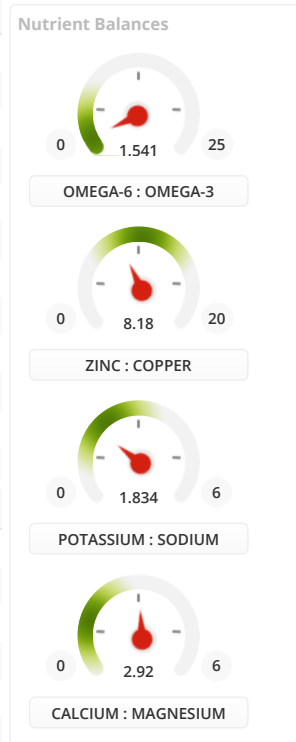 Nutrient Balances
0 1.541 25
OMEGA-6 : OMEGA-3
0 8.18 20
ZINC : COPPER
0 1.834 6
POTASSIUM : SODIUM
0 2.92 6
CALCIUM : MAGNESIUM